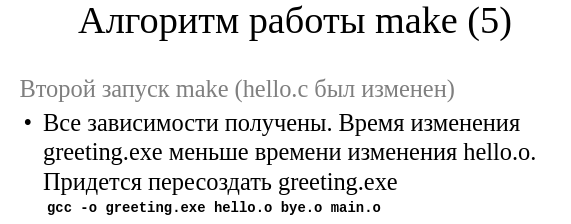 Алгоритм работы make (5)
Второй запуск make (hello.c был изменен)
• Все зависимости получены. Время изменения
greeting.exe меньше времени изменения hello.o.
Придется пересоздать greeting.exe
gcc -o greeting.exe hello.o bye.o main.o